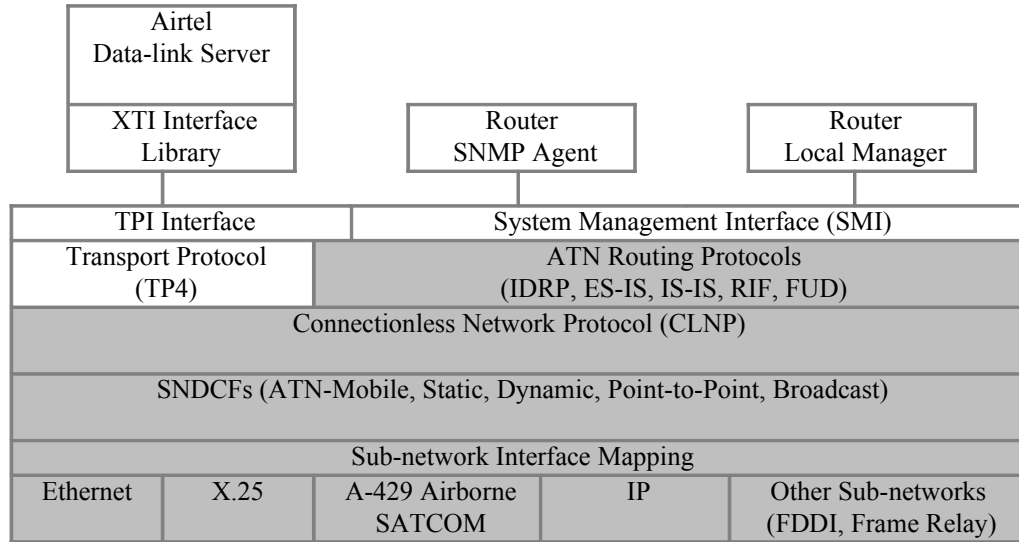 Airtel
Data-link Server
XTI Interface
Library
Router
SNMP Agent
Router
Local Manager
TPI Interface
System Management Interface (SMI)
Transport Protocol
(TP4)
ATN Routing Protocols
(IDRP, ES-IS, IS-IS, RIF, FUD)
Connectionless Network Protocol (CLNP)
SNDCFs (ATN-Mobile, Static, Dynamic, Point-to-Point, Broadcast)
Sub-network Interface Mapping
Ethernet
X.25
A-429 Airborne
SATCOM
IP
Other Sub-networks
(FDDI, Frame Relay)